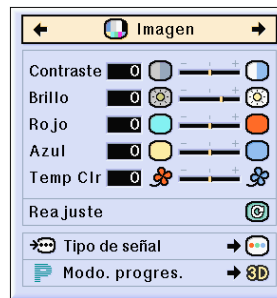 Imagen
Contraste 0
Brillo 0
Rojo 0
Azul 0
Temp Clr 0
Reajuste
Tipo de señal
P Modo. progres. 3D